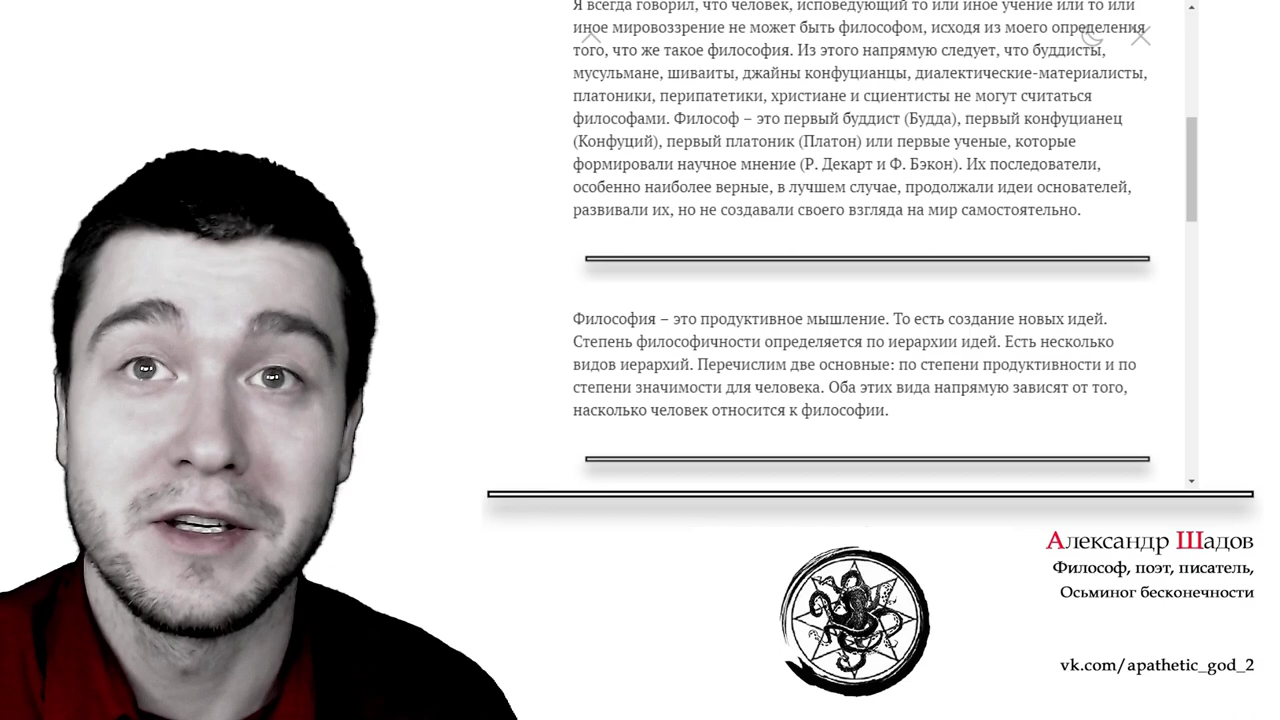 Я всегда говорил, что человек, исповедующий то или иное учение или то или
иное мировоззрение не может быть философом, исходя из моего определения
того, что же такое философия. Из этого напрямую следует, что буддисты,
мусульмане, шиваиты, джайны конфуцианцы, диалектические-материалисты,
платоники, перипатетики, христиане и сциентисты не могут считаться
философами. Философ – это первый буддист (Будда), первый конфуцианец
(Конфуций), первый платоник (Платон) или первые ученые, которые
формировали научное мнение (Р. Декарт и Ф. Бэкон). Их последователи,
особенно наиболее верные, в лучшем случае, продолжали идеи основателей,
развивали их, но не создавали своего взгляда на мир самостоятельно.
Философия – это продуктивное мышление. То есть создание новых идей.
Степень философичности определяется по иерархии идей. Есть несколько
видов иерархий. Перечислим две основные: по степени продуктивности и по
степени значимости для человека. Оба этих вида напрямую зависят от того,
насколько человек относится к философии.
Александр Шадов
Философ, поэт, писатель,
Осьминог бесконечности
vk.com/apathetic_god_2